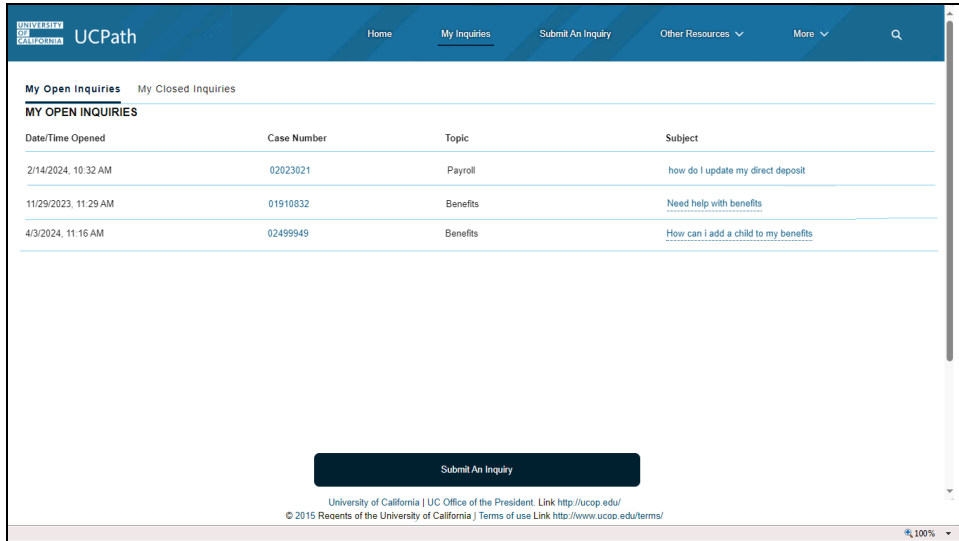 UNIVERSITY
OF
CALIFORNIA
UCPath Home My Inquiries Submit An Inquiry Other Resources More
My Open Inquiries My Closed Inquiries
MY OPEN INQUIRIES
Date/Time Opened Case Number Topic Subject
2/14/2024, 10:32 AM 02023021 Payroll how do I update my direct deposit
11/29/2023, 11:29 AM 01910832 Benefits Need help with benefits
4/3/2024, 11:16 AM 02499949 Benefits How can i add a child to my benefits
Submit An Inquiry
University of California | UC Office of the President. Link http://ucop.edu/
© 2015 Regents of the University of California | Terms of use Link http://www.ucop.edu/terms/
100%